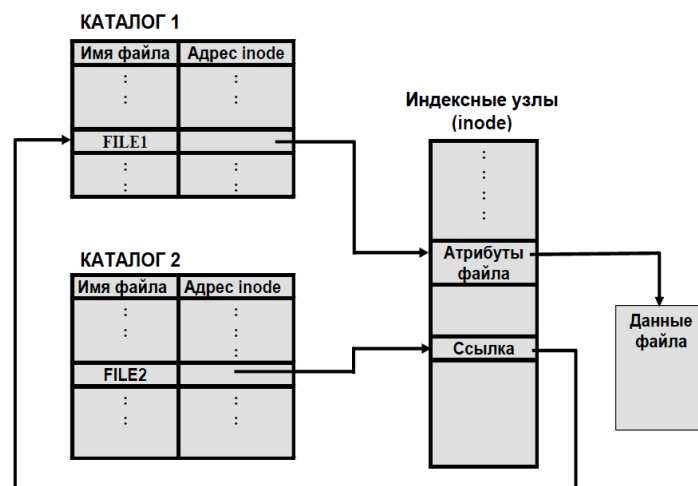 КАТАЛОГ 1
Имя файла Адрес inode
: :
: :
FILE1
: :
: :
Индексные узлы
(inode)
:
:
:
:
Атрибуты
файла
Ссылка
КАТАЛОГ 2
Имя файла Адрес inode
: :
: :
:
FILE2
: :
: :
Данные
файла